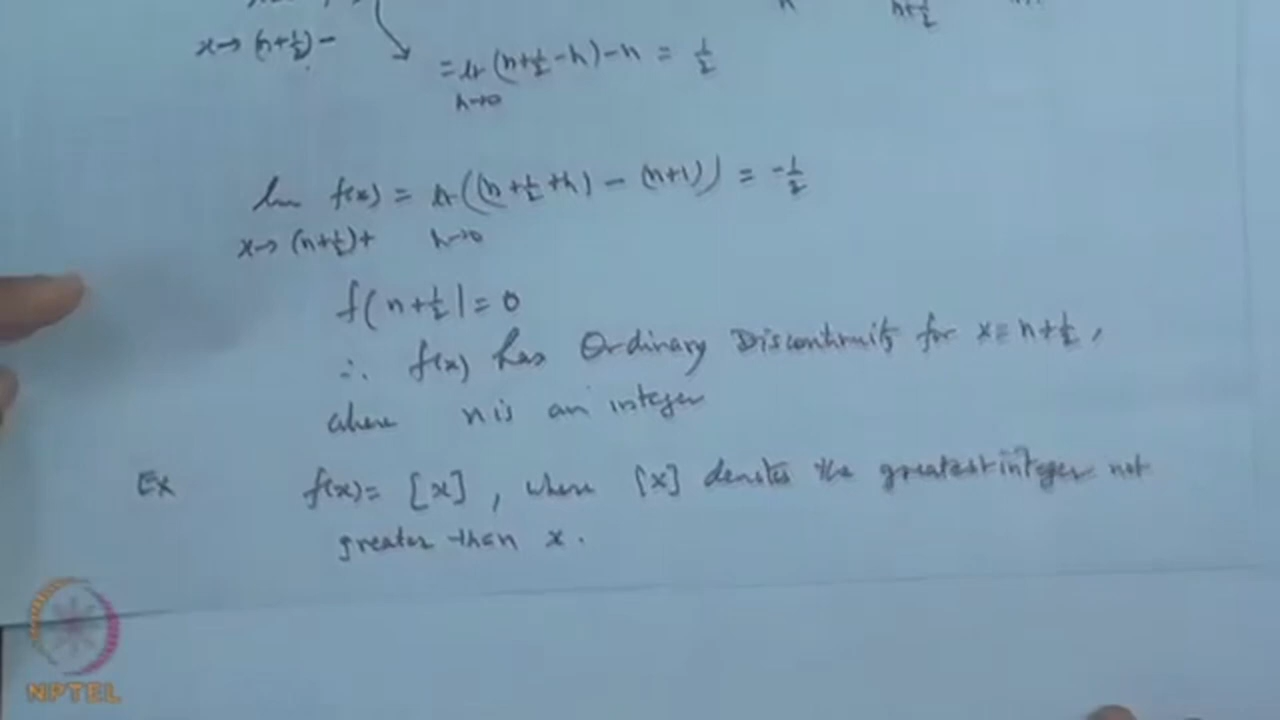 x→ (n+½)-
= lt (n+½-h)-n = ½
h→0
lim f(x) = lt((n+½+h) - (n+1)) = -½
x→ (n+½)+ h→0
f(n+½) = 0
∴ f(x) has Ordinary Discontinuity for x = n+½,
where n is an integer
Ex f(x) = [x], where [x] denotes the greatest integer not
greater than x.
NPTEL